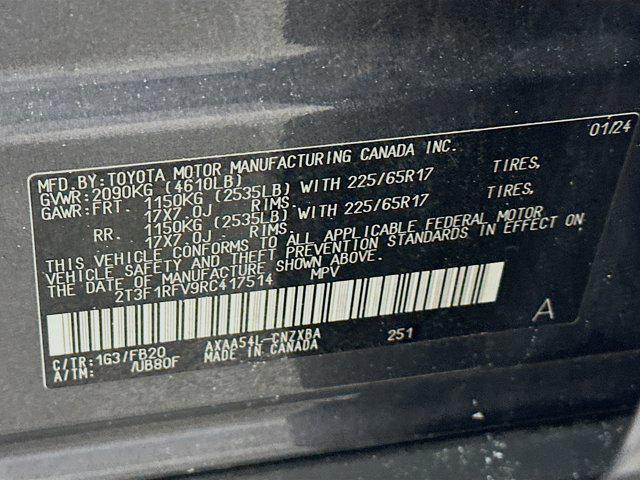 01/24
MFD.BY:TOYOTA MOTOR MANUFACTURING CANADA INC.
GVWR:2090KG (4610LB)
GAWR:FRT. 1150KG (2535LB) WITH 225/65R17 TIRES,
17X7.0J RIMS.
RR. 1150KG (2535LB) WITH 225/65R17 TIRES,
17X7.0J RIMS.
THIS VEHICLE CONFORMS TO ALL APPLICABLE FEDERAL MOTOR
VEHICLE SAFETY AND THEFT PREVENTION STANDARDS IN EFFECT ON
THE DATE OF MANUFACTURE SHOWN ABOVE.
2T3F1RFV9RC417514 MPV
A
C/TR:1G3/FB20 AXAA54L-CNZXBA 251
A/TM: /UB80F MADE IN CANADA